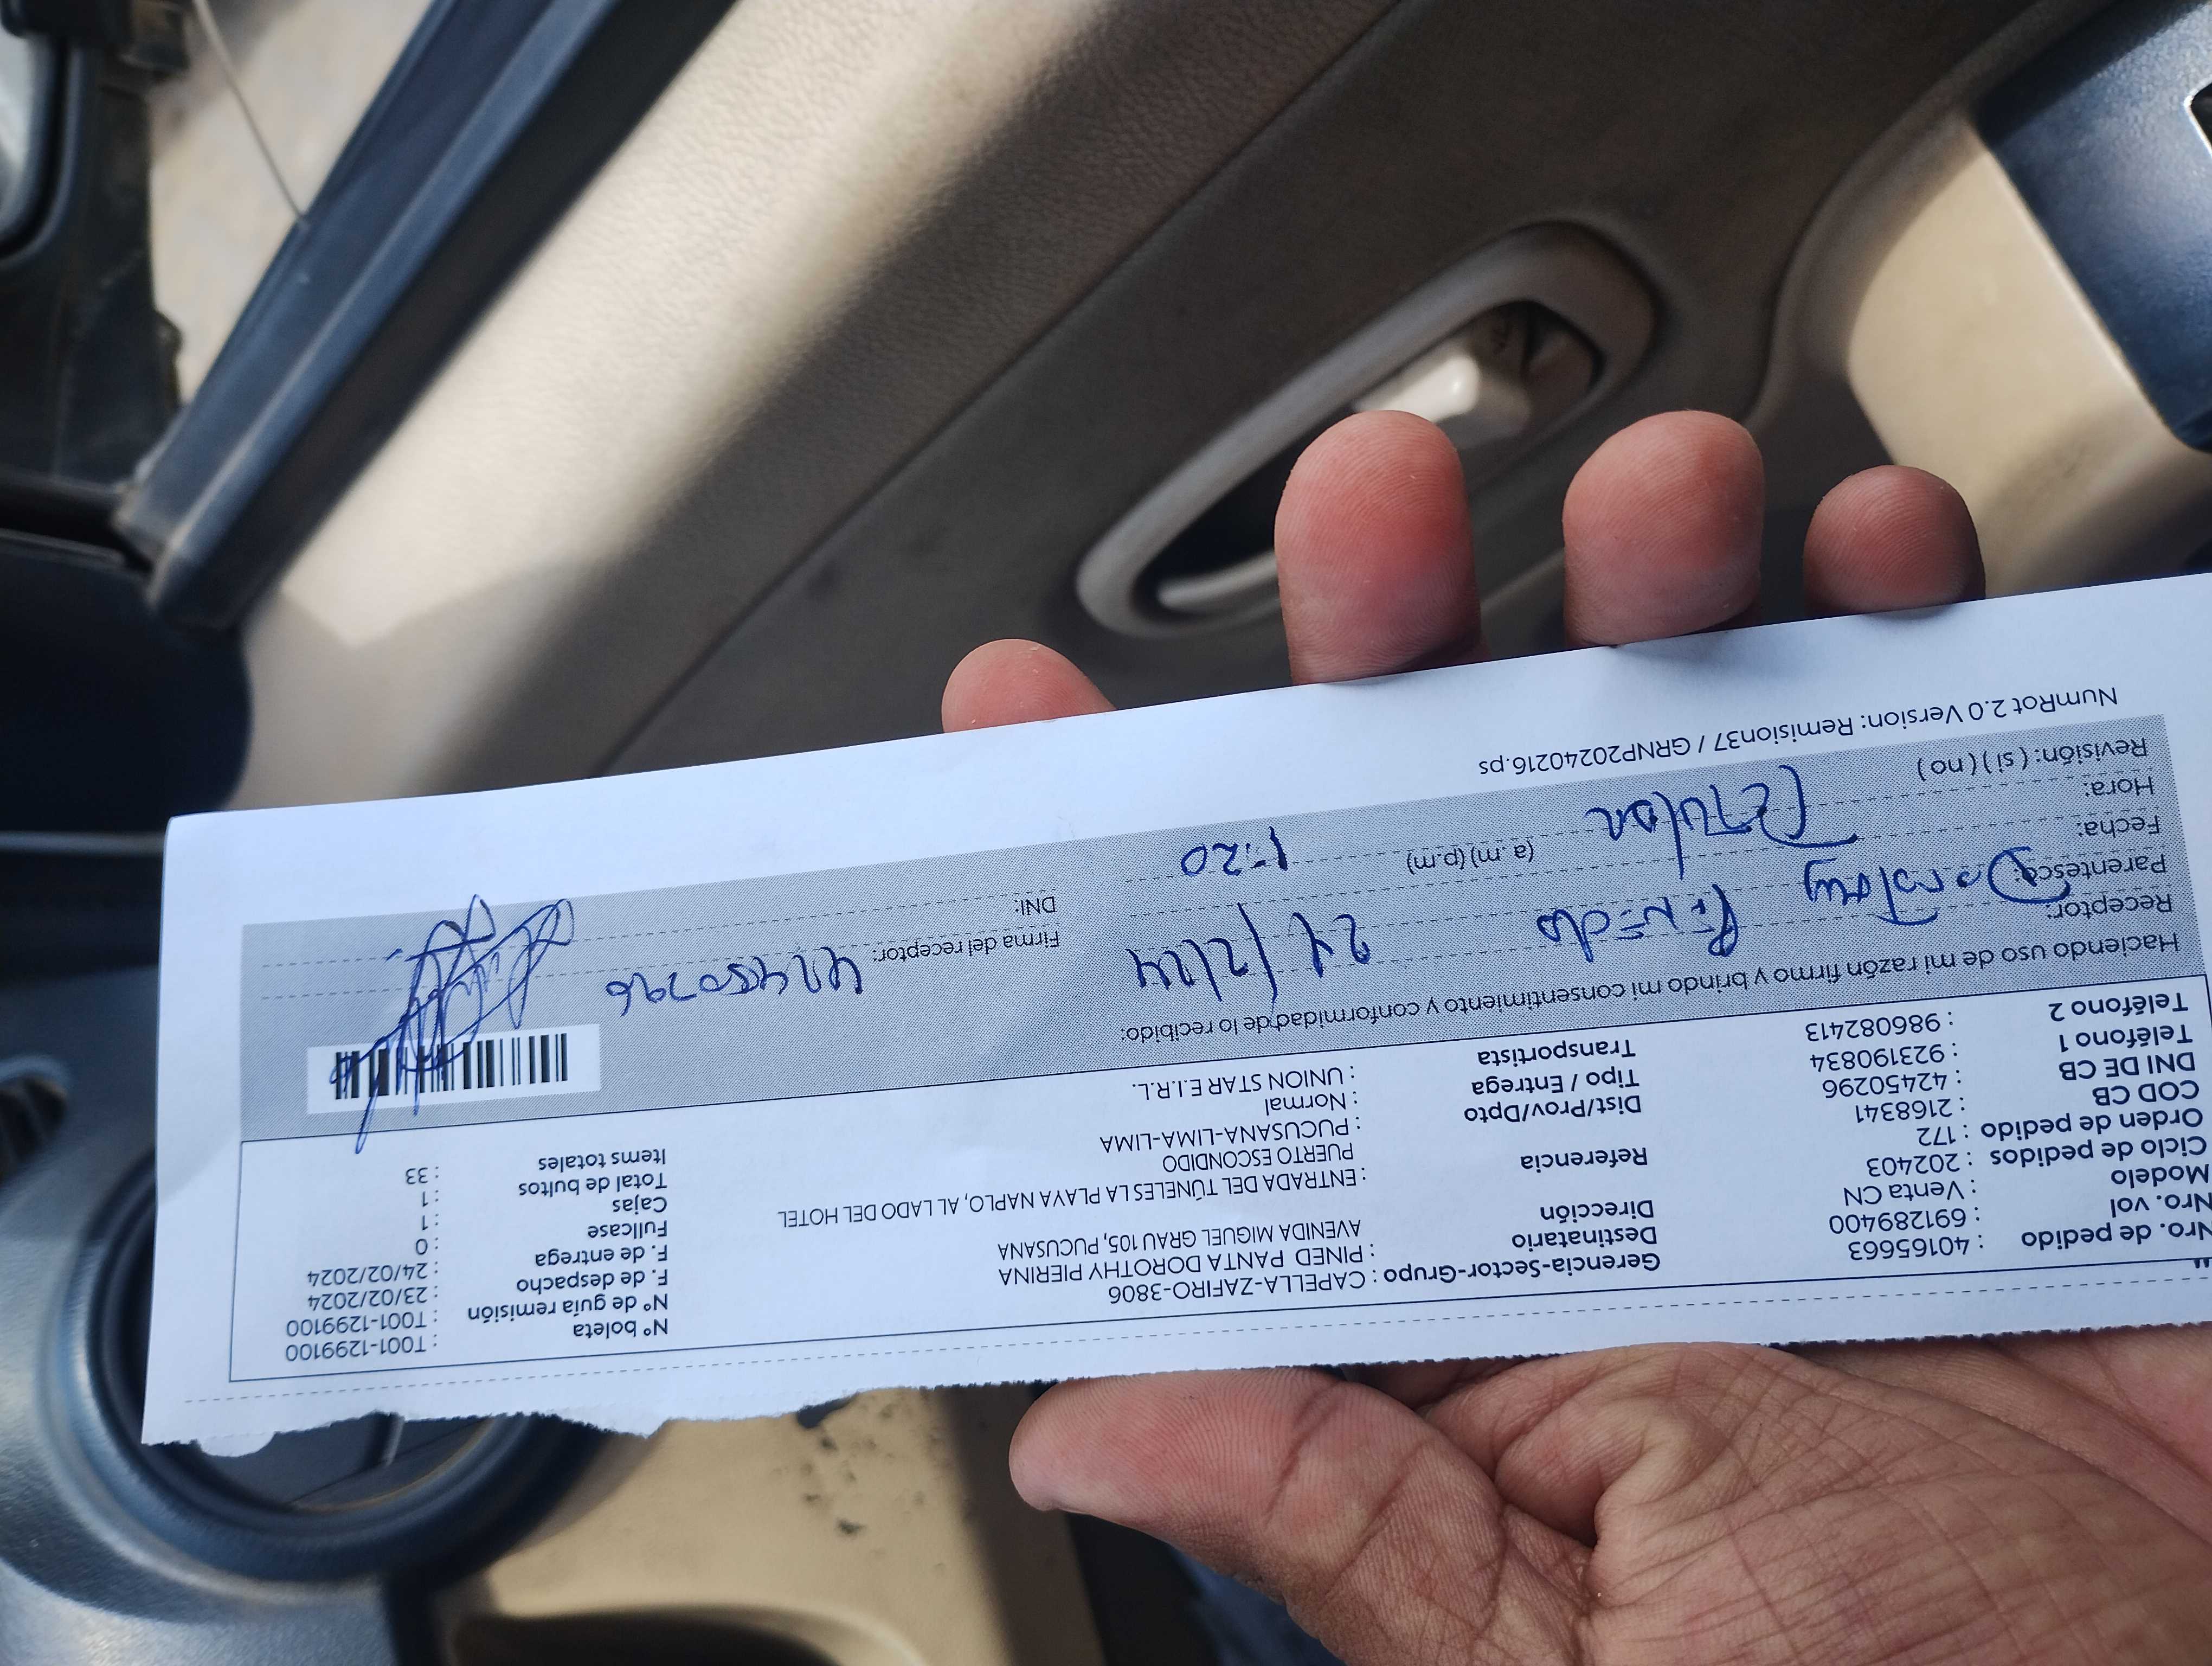 Nro. de pedido : 40165663
Nro. vol : 691289400
Modelo : Venta CN
Ciclo de pedidos : 202403
Orden de pedido : 172
COD CB : 2168341
DNI DE CB : 42450296
Teléfono 1 : 923190834
Teléfono 2 : 986082413
Gerencia-Sector-Grupo : CAPELLA-ZAFIRO-3806
Destinatario : PINED PANTA DOROTHY PIERINA
Dirección AVENIDA MIGUEL GRAU 105, PUCUSANA
Referencia : ENTRADA DEL TÚNELES LA PLAYA NAPLO, AL LADO DEL HOTEL
PUERTO ESCONDIDO
Dist/Prov/Dpto : PUCUSANA-LIMA-LIMA
Tipo / Entrega : Normal
Transportista : UNION STAR E.I.R.L.
N° boleta : T001-1299100
N° de guía remisión : T001-1299100
F. de despacho : 23/02/2024
F. de entrega : 24/02/2024
Fullcase : 0
Cajas : 1
Total de bultos : 1
Items totales : 33
Haciendo uso de mi razón firmo y brindo mi consentimiento y conformidad de lo recibido:
Receptor: Dorothy Pinedo
Parentesco: Titular
Fecha: 24/2/24
Hora: 1:20 (a.m) (p.m)
Revisión: ( si ) ( no )
Firma del receptor:
DNI: 42450296
NumRot 2.0 Version: Remision37 / GRNP20240216.ps